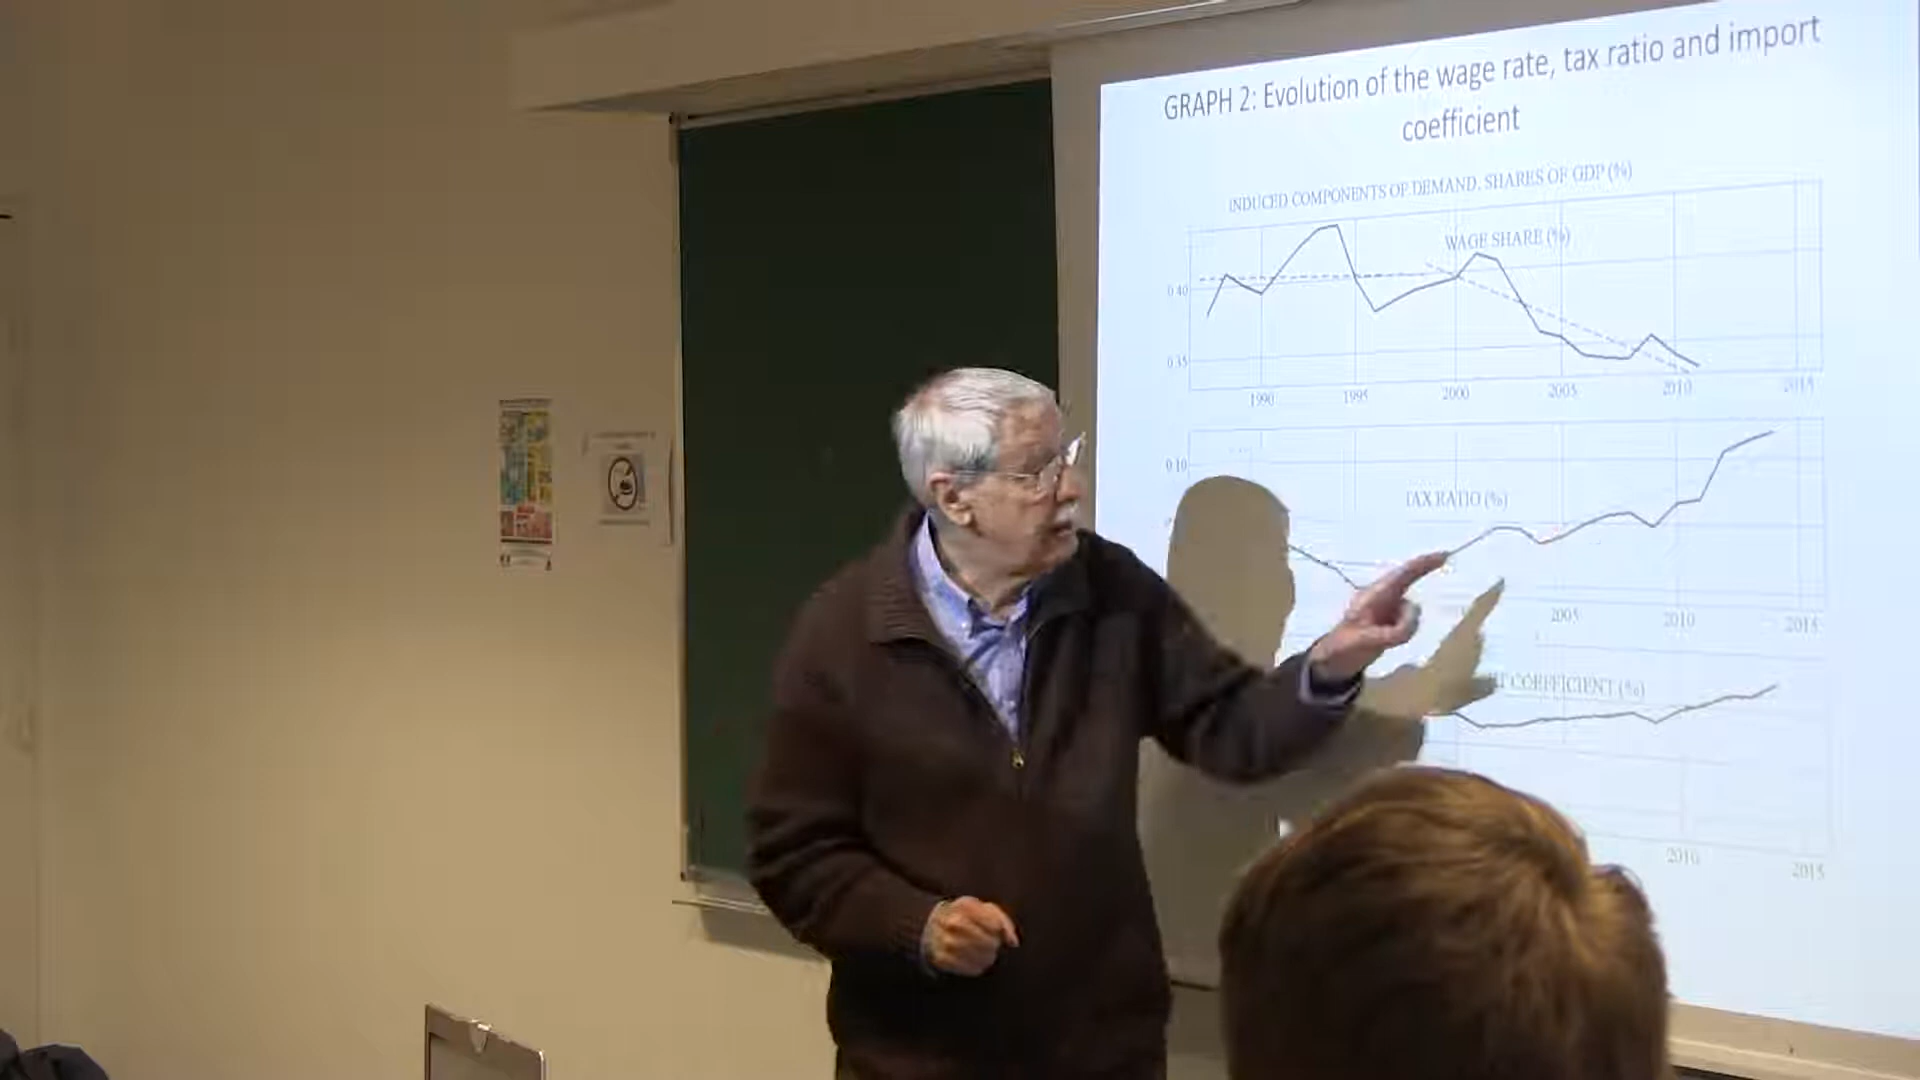 GRAPH 2: Evolution of the wage rate, tax ratio and import
coefficient
INDUCED COMPONENTS OF DEMAND, SHARES OF GDP (%)
WAGE SHARE (%)
0.40
0.35
1990 1995 2000 2005 2010 2015
0.10
TAX RATIO (%)
2005 2010 2015
COEFFICIENT (%)
2010 2015